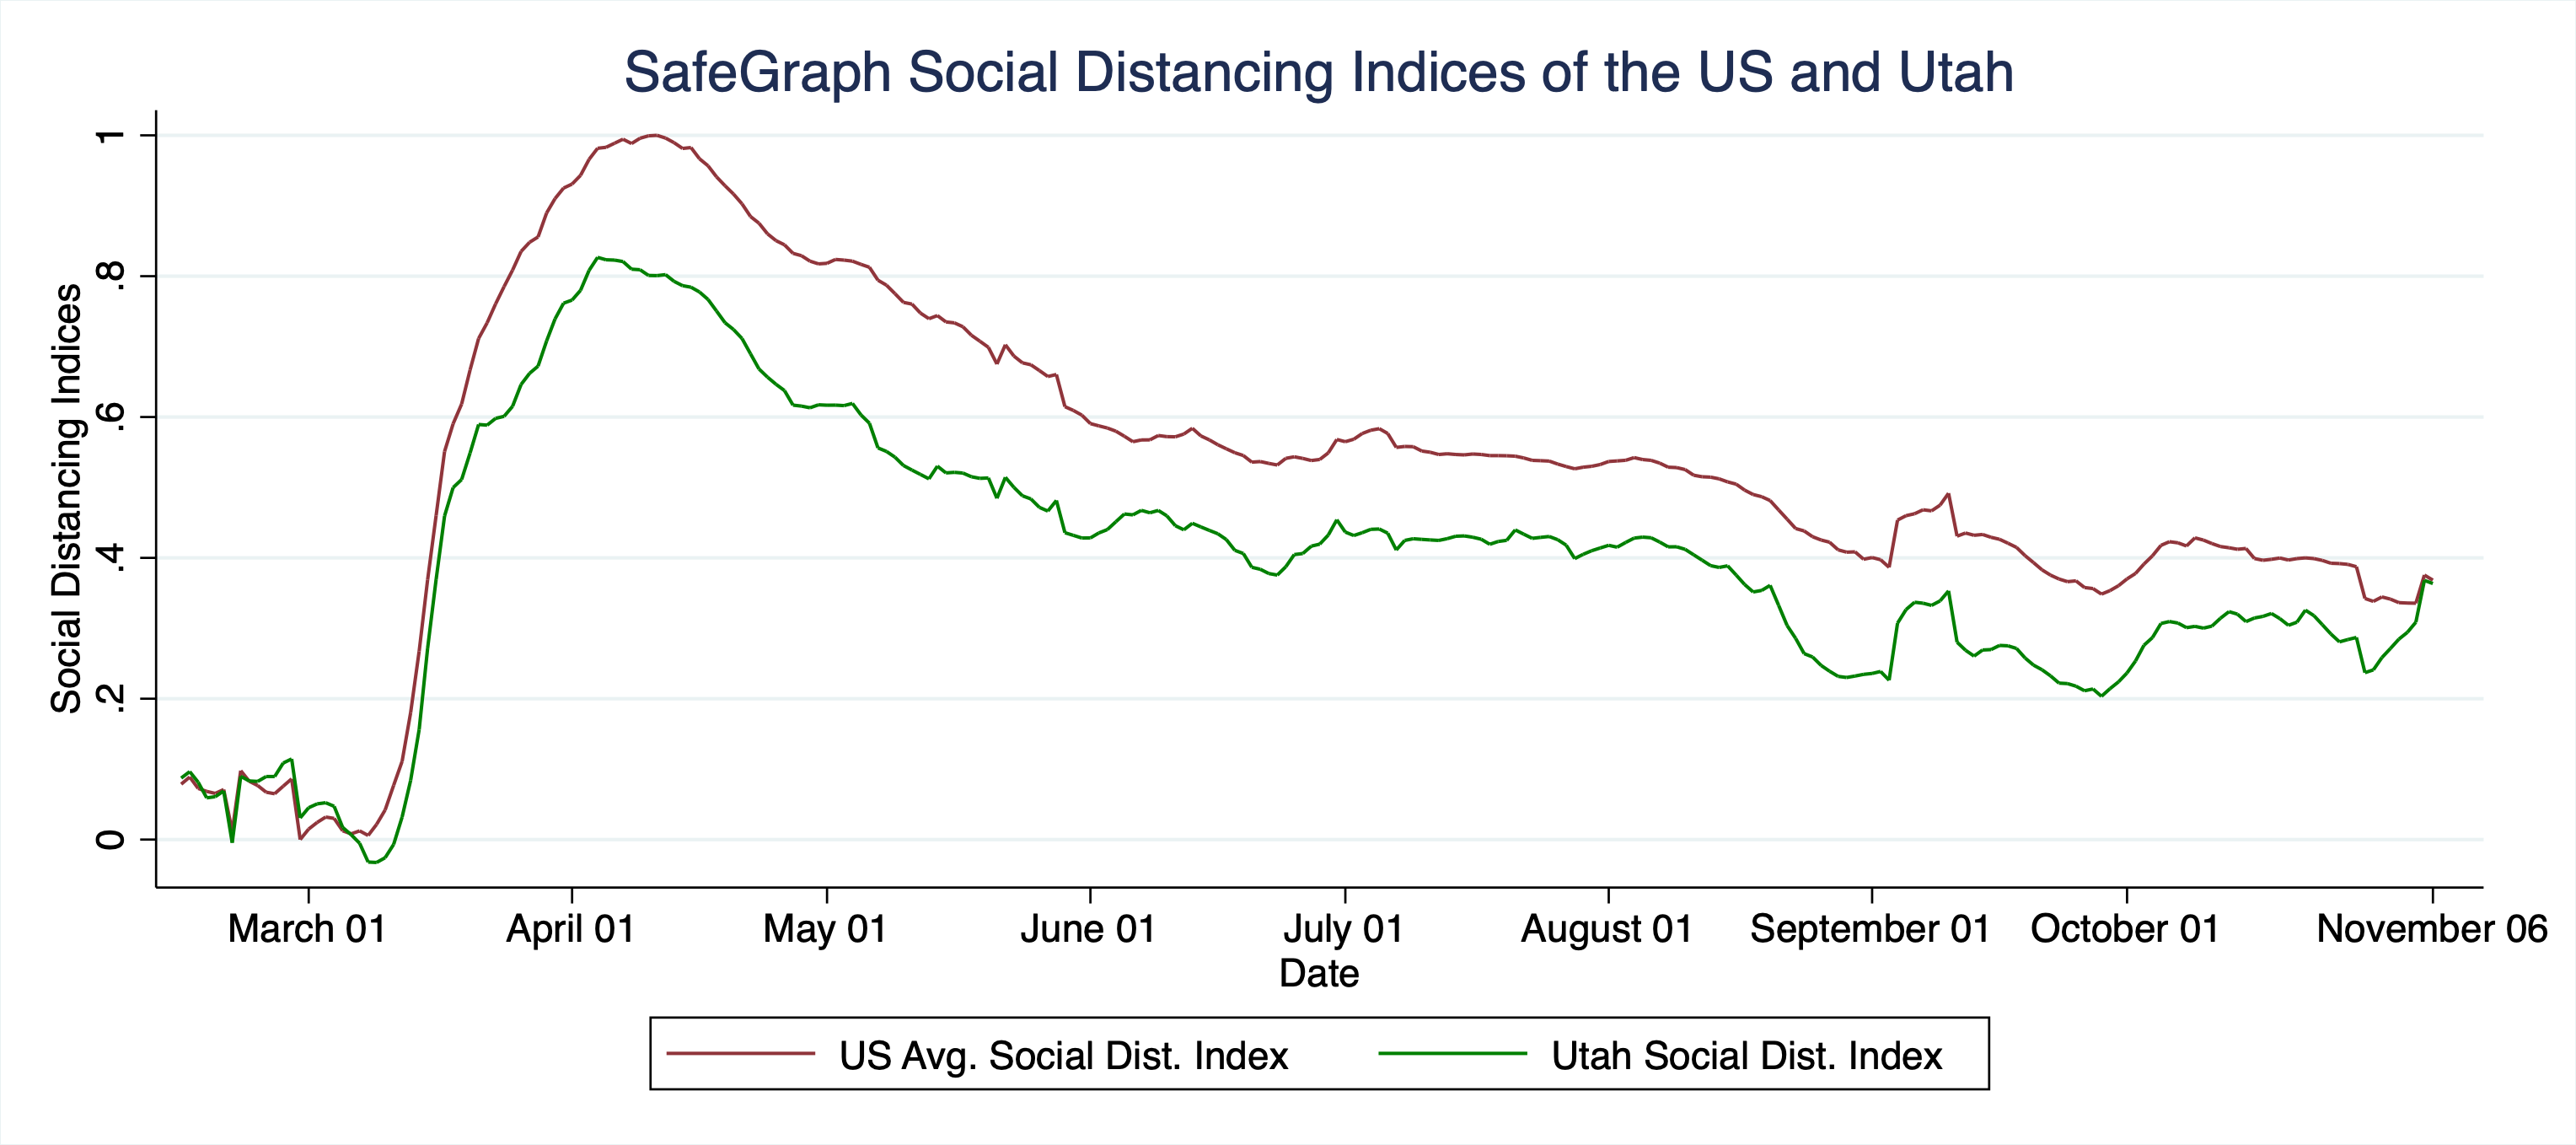 SafeGraph Social Distancing Indices of the US and Utah
Social Distancing Indices
1
.8
.6
.4
.2
0
March 01 April 01 May 01 June 01 July 01 August 01 September 01 October 01 November 06
Date
US Avg. Social Dist. Index Utah Social Dist. Index